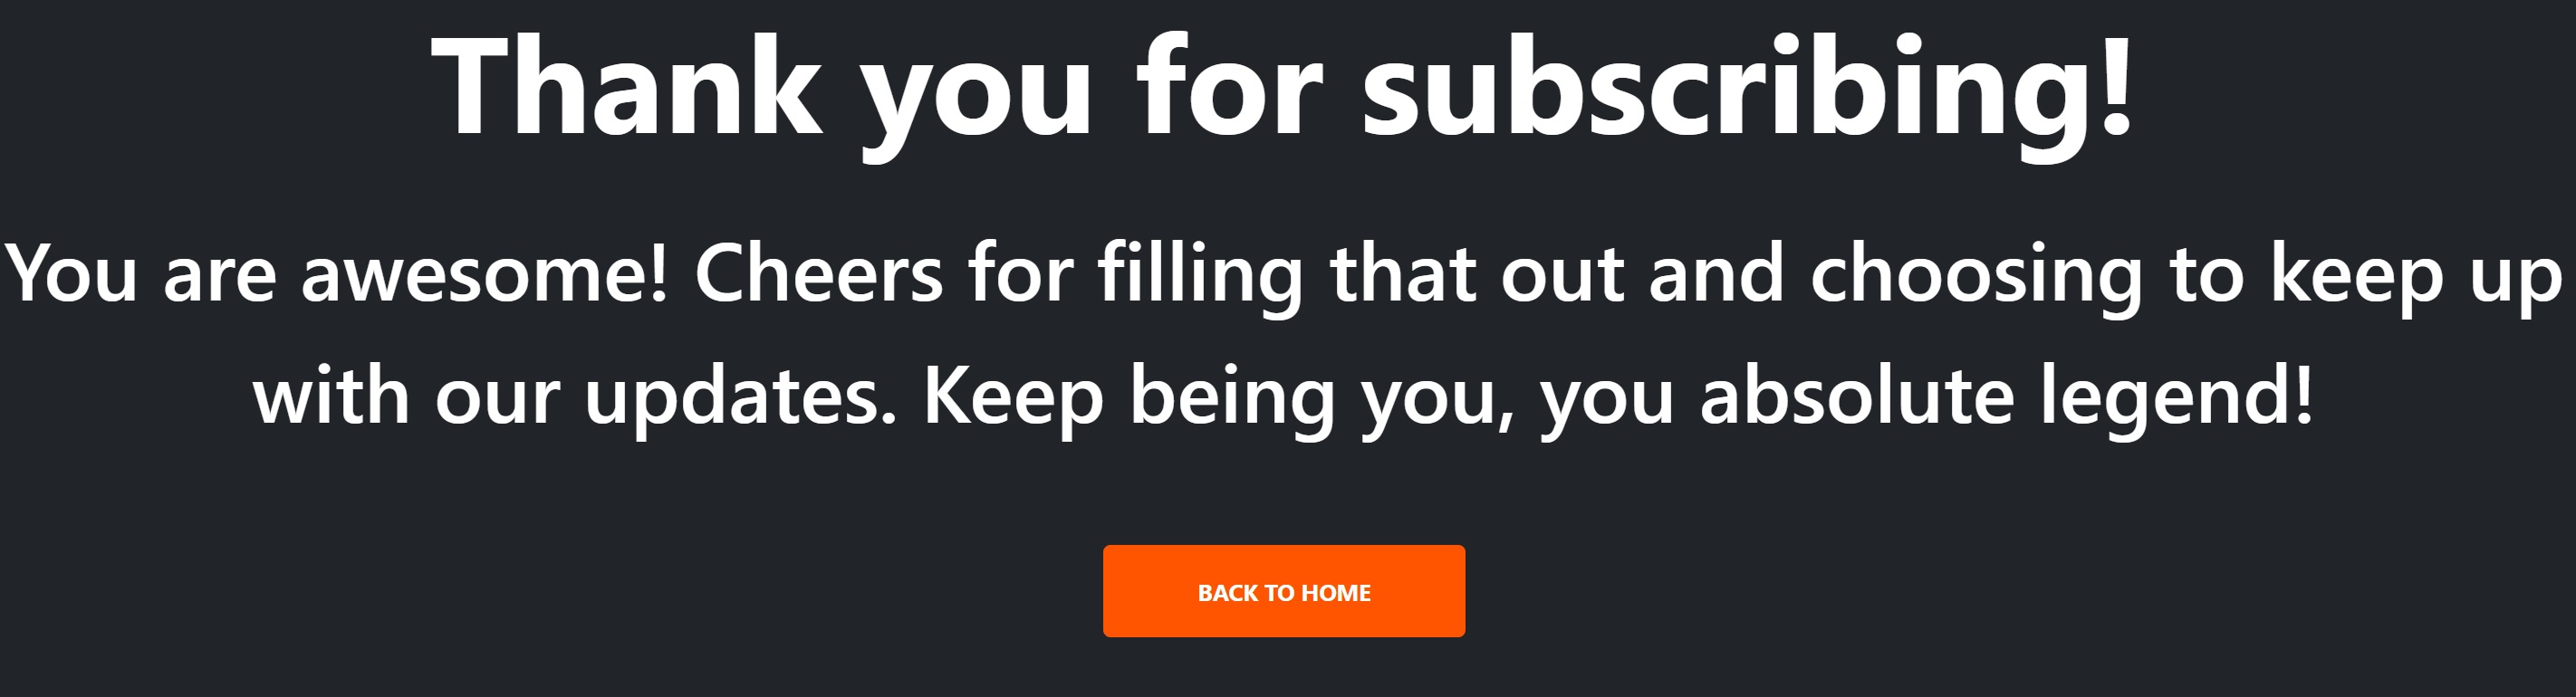 Thank you for subscribing!
You are awesome! Cheers for filling that out and choosing to keep up
with our updates. Keep being you, you absolute legend!
BACK TO HOME